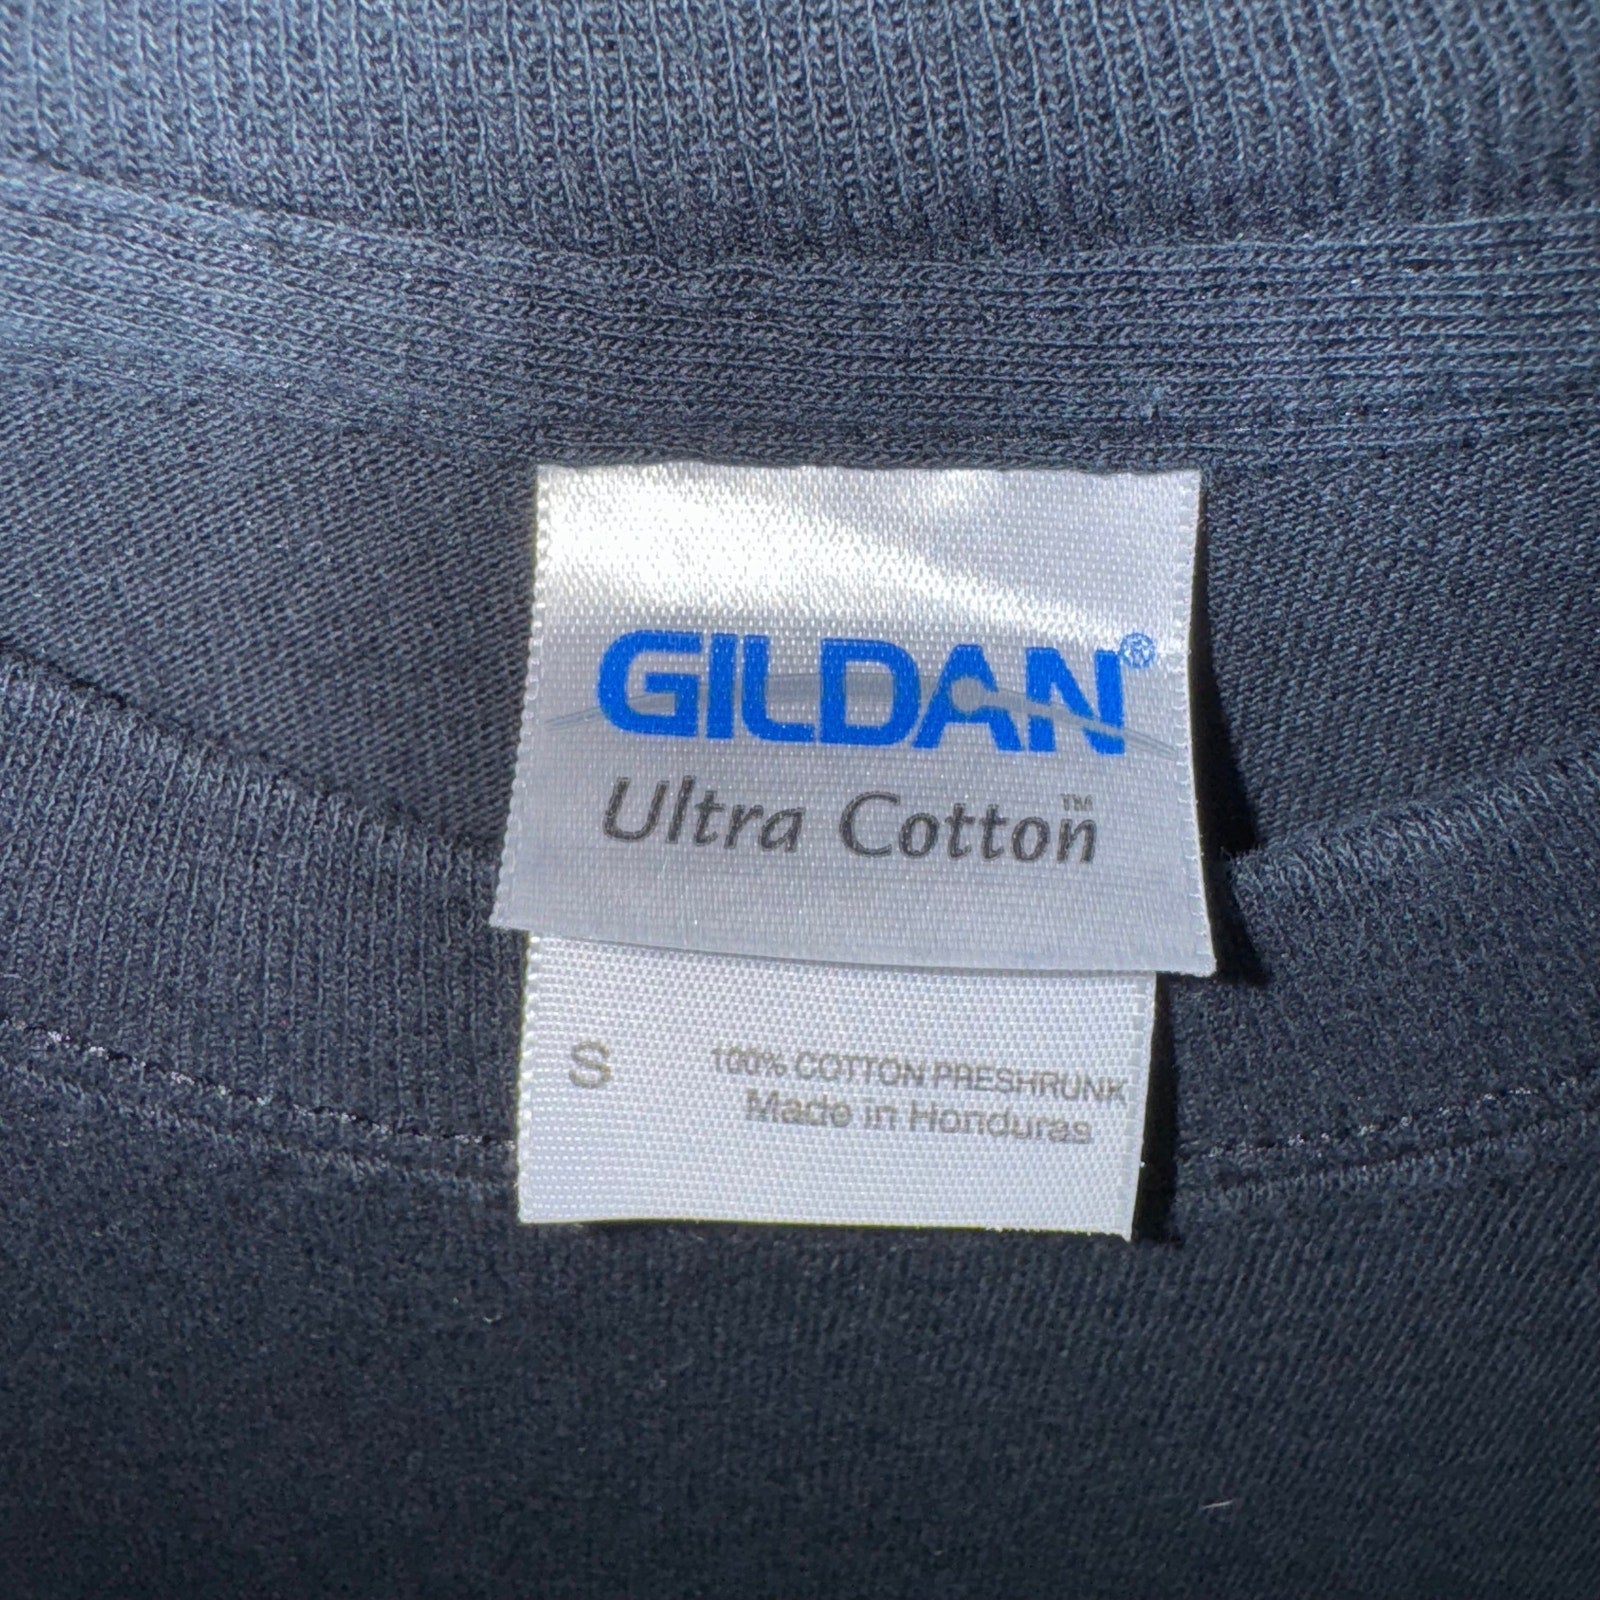 GILDAN®
Ultra Cotton™
S 100% COTTON PRESHRUNK
Made in Honduras